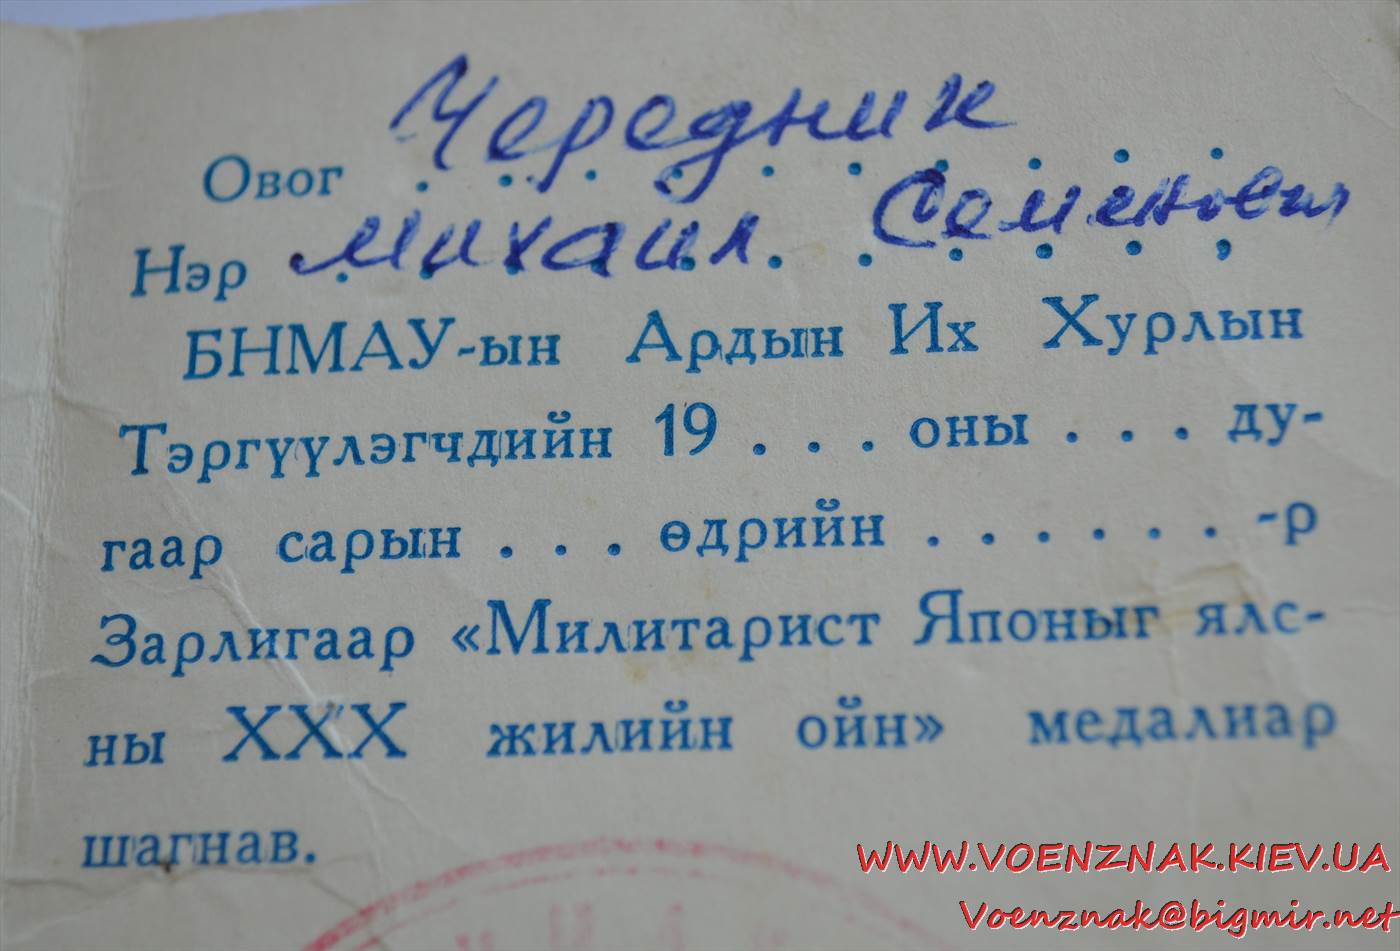 Овог Чередник
Нэр Михаил Семенович
БНМАУ-ын Ардын Их Хурлын
Тэргүүлэгчдийн 19 . . . оны . . . ду-
гаар сарын . . . өдрийн . . . . . . . -р
Зарлигаар «Милитарист Японыг ялс-
ны XXX жилийн ойн» медалиар
шагнав.
WWW.VOENZNAK.KIEV.UA
Voenznak@bigmir.net